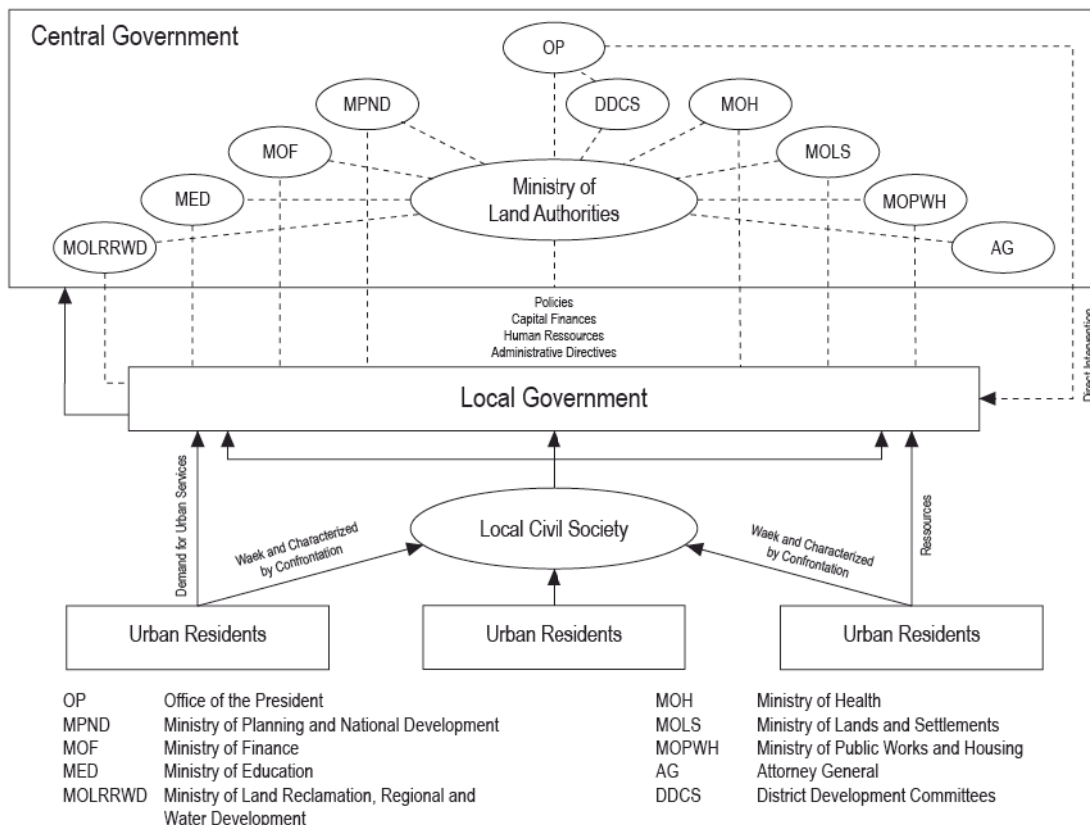 Central Government
OP
MPND
DDCS
MOH
MOF
MOLS
MED
Ministry of
Land Authorities
MOPWH
MOLRRWD
AG
Policies
Capital Finances
Human Ressources
Administrative Directives
Direct Intervention
Local Government
Demand for Urban Services
Waek and Characterized
by Confrontation
Local Civil Society
Waek and Characterized
by Confrontation
Ressources
Urban Residents
Urban Residents
Urban Residents
OP Office of the President
MPND Ministry of Planning and National Development
MOF Ministry of Finance
MED Ministry of Education
MOLRRWD Ministry of Land Reclamation, Regional and
Water Development
MOH Ministry of Health
MOLS Ministry of Lands and Settlements
MOPWH Ministry of Public Works and Housing
AG Attorney General
DDCS District Development Committees